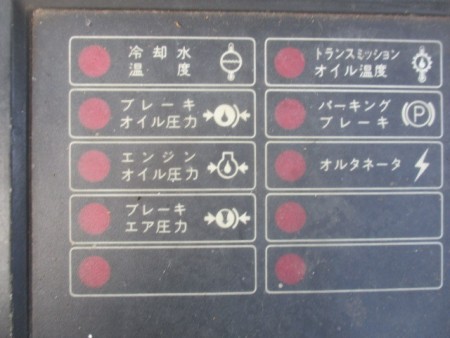 冷却水
温度
トランスミッション
オイル温度
ブレーキ
オイル圧力
パーキング
ブレーキ
P
エンジン
オイル圧力
オルタネータ
ブレーキ
エア圧力